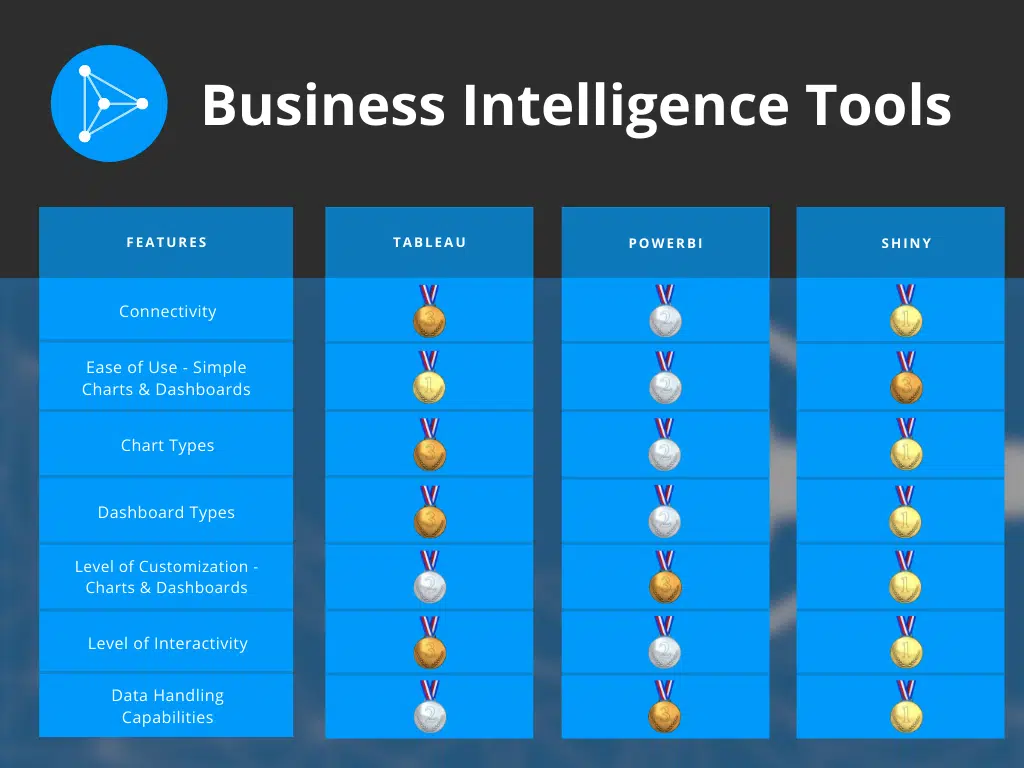 Business Intelligence Tools
FEATURES
TABLEAU
POWERBI
SHINY
Connectivity
3
2
1
Ease of Use - Simple
Charts & Dashboards
1
2
3
Chart Types
3
2
1
Dashboard Types
3
2
1
Level of Customization -
Charts & Dashboards
2
3
1
Level of Interactivity
3
2
1
Data Handling
Capabilities
2
3
1